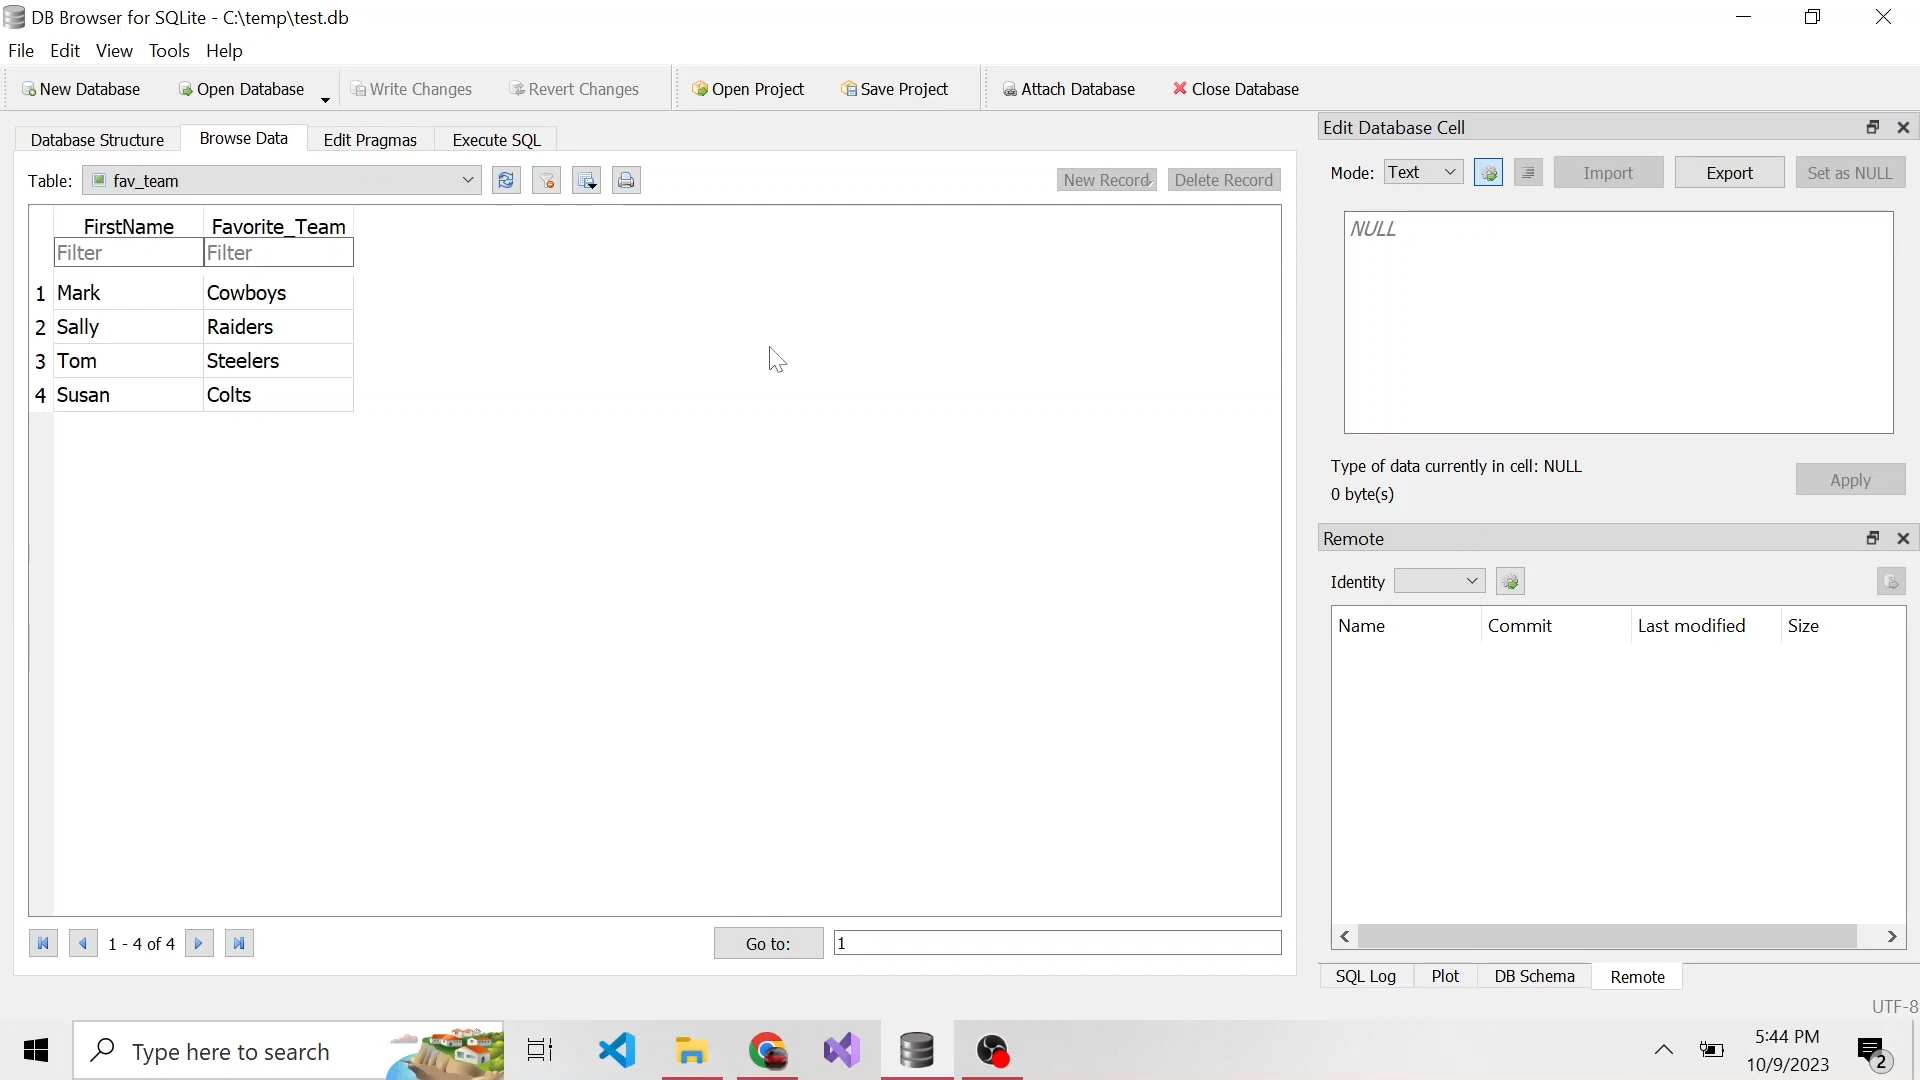 DB Browser for SQLite - C:\temp\test.db
File Edit View Tools Help
New Database Open Database Write Changes Revert Changes Open Project Save Project Attach Database Close Database
Database Structure Browse Data Edit Pragmas Execute SQL
Table: fav_team New Record Delete Record
FirstName Favorite_Team
Filter Filter
1 Mark Cowboys
2 Sally Raiders
3 Tom Steelers
4 Susan Colts
1 - 4 of 4 Go to: 1
Edit Database Cell
Mode: Text Import Export Set as NULL
NULL
Type of data currently in cell: NULL
0 byte(s)
Apply
Remote
Identity
Name Commit Last modified Size
SQL Log Plot DB Schema Remote
UTF-8
Type here to search
5:44 PM
10/9/2023
2